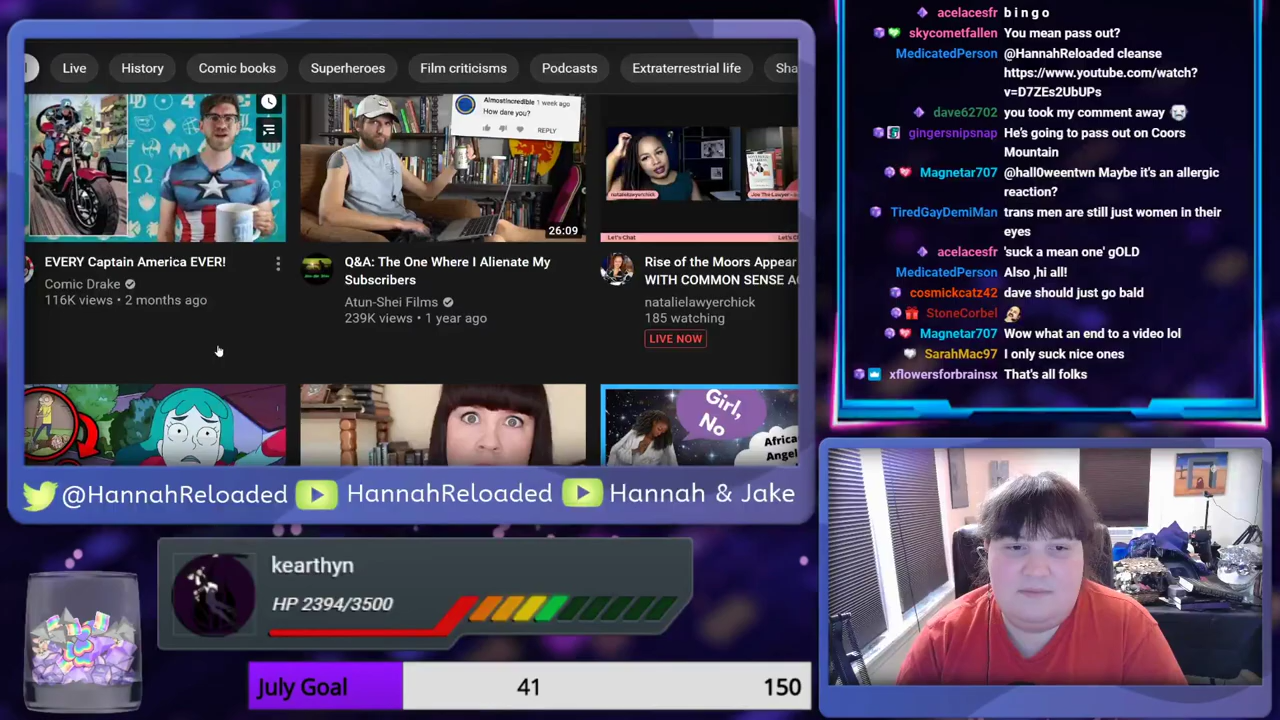 Live
History
Comic books
Superheroes
Film criticisms
Podcasts
Extraterrestrial life
Sha
Almostincredible 1 week ago
How dare you?
REPLY
26:09
EVERY Captain America EVER!
Comic Drake
116K views • 2 months ago
Q&A: The One Where I Alienate My
Subscribers
Atun-Shei Films
239K views • 1 year ago
Let's Chat
Rise of the Moors Appear
WITH COMMON SENSE A
natalielawyerchick
185 watching
LIVE NOW
Girl,
No
Africa
Angel
@HannahReloaded
HannahReloaded
Hannah & Jake
kearthyn
HP 2394/3500
July Goal
41
150
acelacesfr b i n g o
skycometfallen You mean pass out?
MedicatedPerson @HannahReloaded cleanse
https://www.youtube.com/watch?
v=D7ZEs2UbUPs
dave62702 you took my comment away
gingersnipsnap He's going to pass out on Coors
Mountain
Magnetar707 @hall0weentwn Maybe it's an allergic
reaction?
TiredGayDemiMan trans men are still just women in their
eyes
acelacesfr 'suck a mean one' gOLD
MedicatedPerson Also ,hi all!
cosmickcatz42 dave should just go bald
StoneCorbel
Magnetar707 Wow what an end to a video lol
SarahMac97 I only suck nice ones
xflowersforbrainsx That's all folks